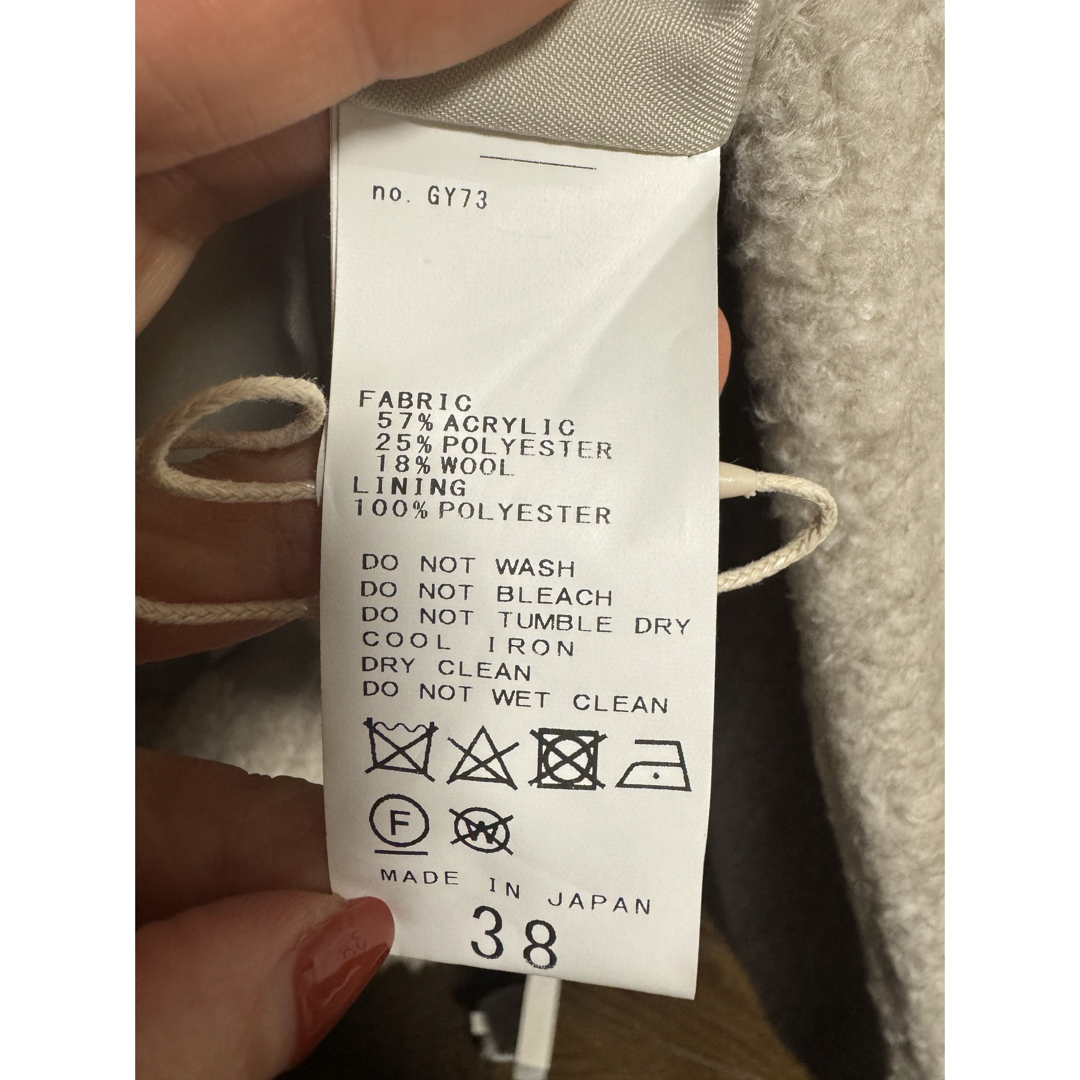 no. GY73
FABRIC
57% ACRYLIC
25% POLYESTER
18% WOOL
LINING
100% POLYESTER
DO NOT WASH
DO NOT BLEACH
DO NOT TUMBLE DRY
COOL IRON
DRY CLEAN
DO NOT WET CLEAN
F W
MADE IN JAPAN
38